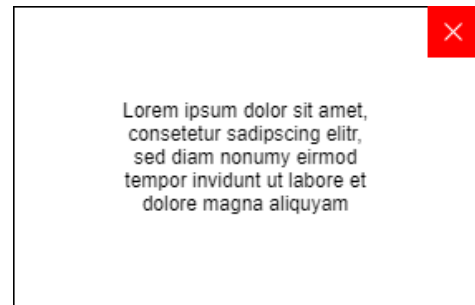 Lorem ipsum dolor sit amet,
consetetur sadipscing elitr,
sed diam nonumy eirmod
tempor invidunt ut labore et
dolore magna aliquyam